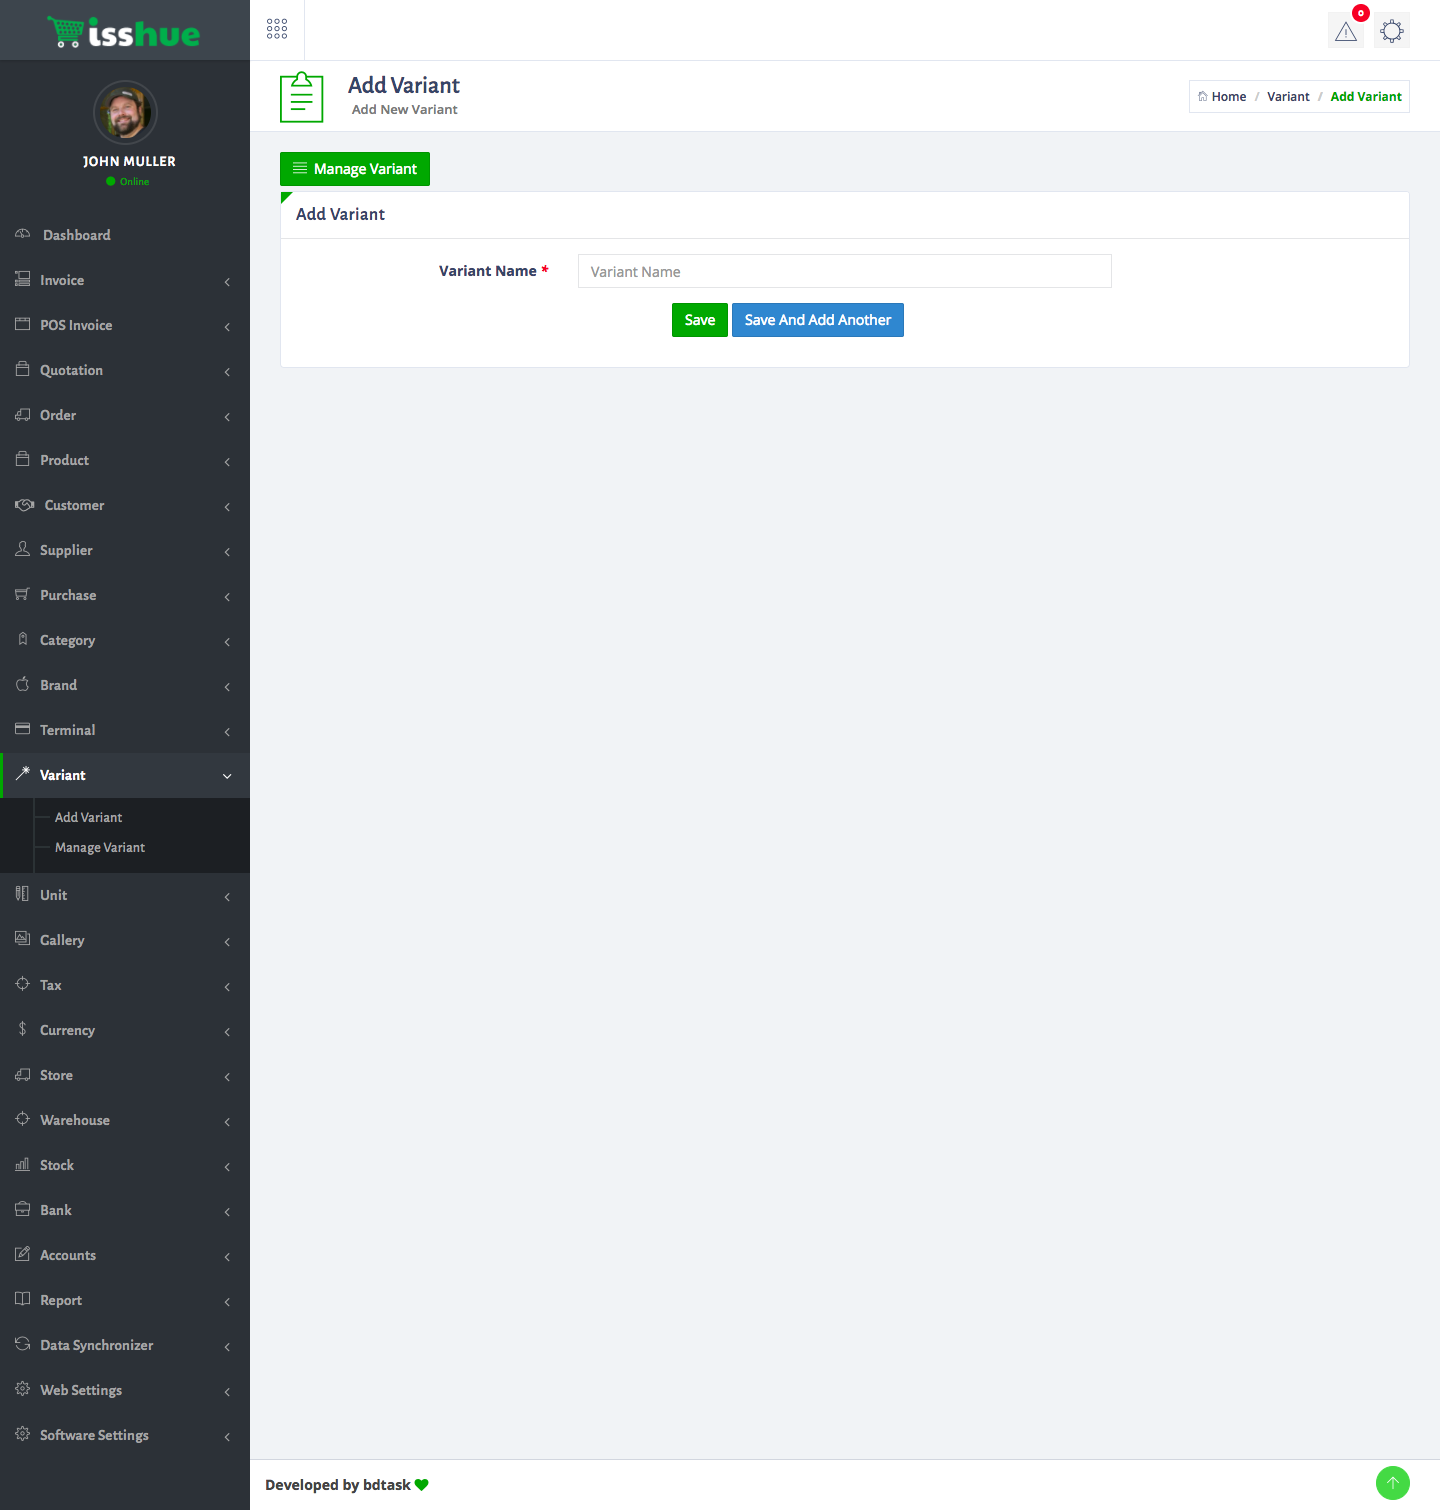 isshue
0
JOHN MULLER
Online
Dashboard
Invoice
POS Invoice
Quotation
Order
Product
Customer
Supplier
Purchase
Category
Brand
Terminal
Variant
Add Variant
Manage Variant
Unit
Gallery
Tax
Currency
Store
Warehouse
Stock
Bank
Accounts
Report
Data Synchronizer
Web Settings
Software Settings
Add Variant
Add New Variant
Home / Variant / Add Variant
Manage Variant
Add Variant
Variant Name *
Variant Name
Save
Save And Add Another
Developed by bdtask